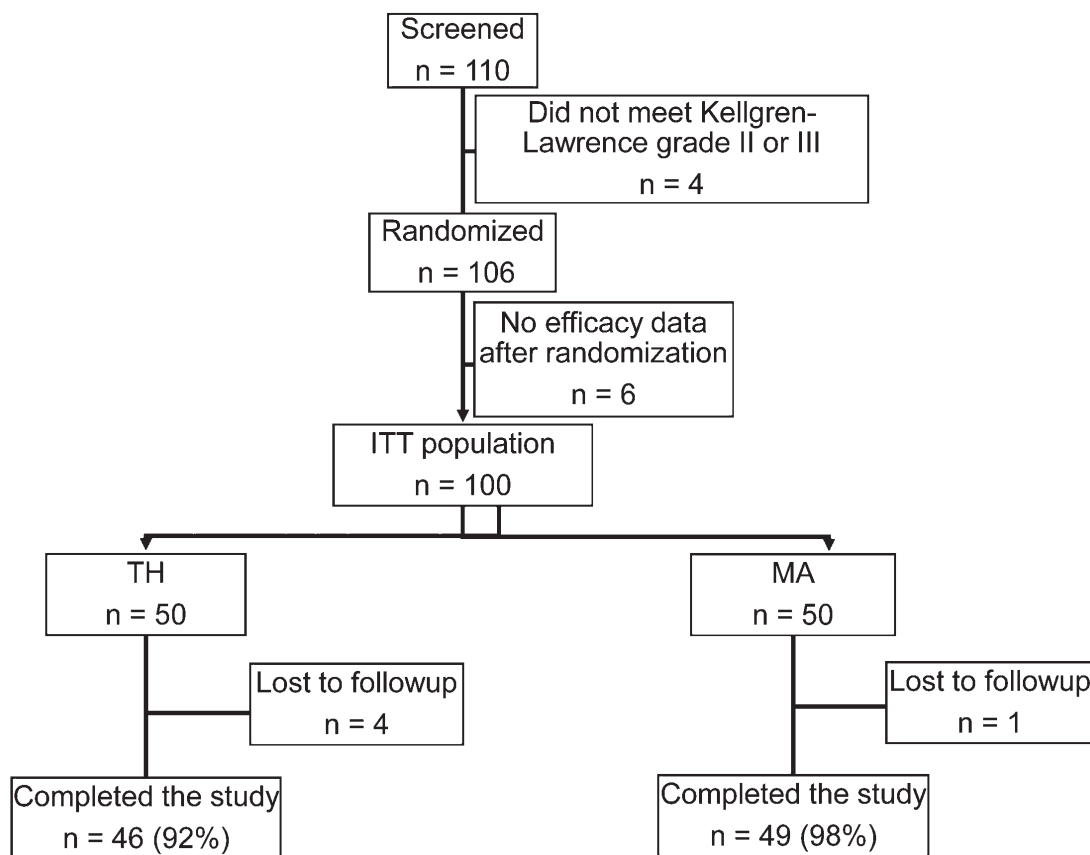 Screened
n = 110
Did not meet Kellgren-
Lawrence grade II or III
n = 4
Randomized
n = 106
No efficacy data
after randomization
n = 6
ITT population
n = 100
TH
n = 50
MA
n = 50
Lost to followup
n = 4
Lost to followup
n = 1
Completed the study
n = 46 (92%)
Completed the study
n = 49 (98%)